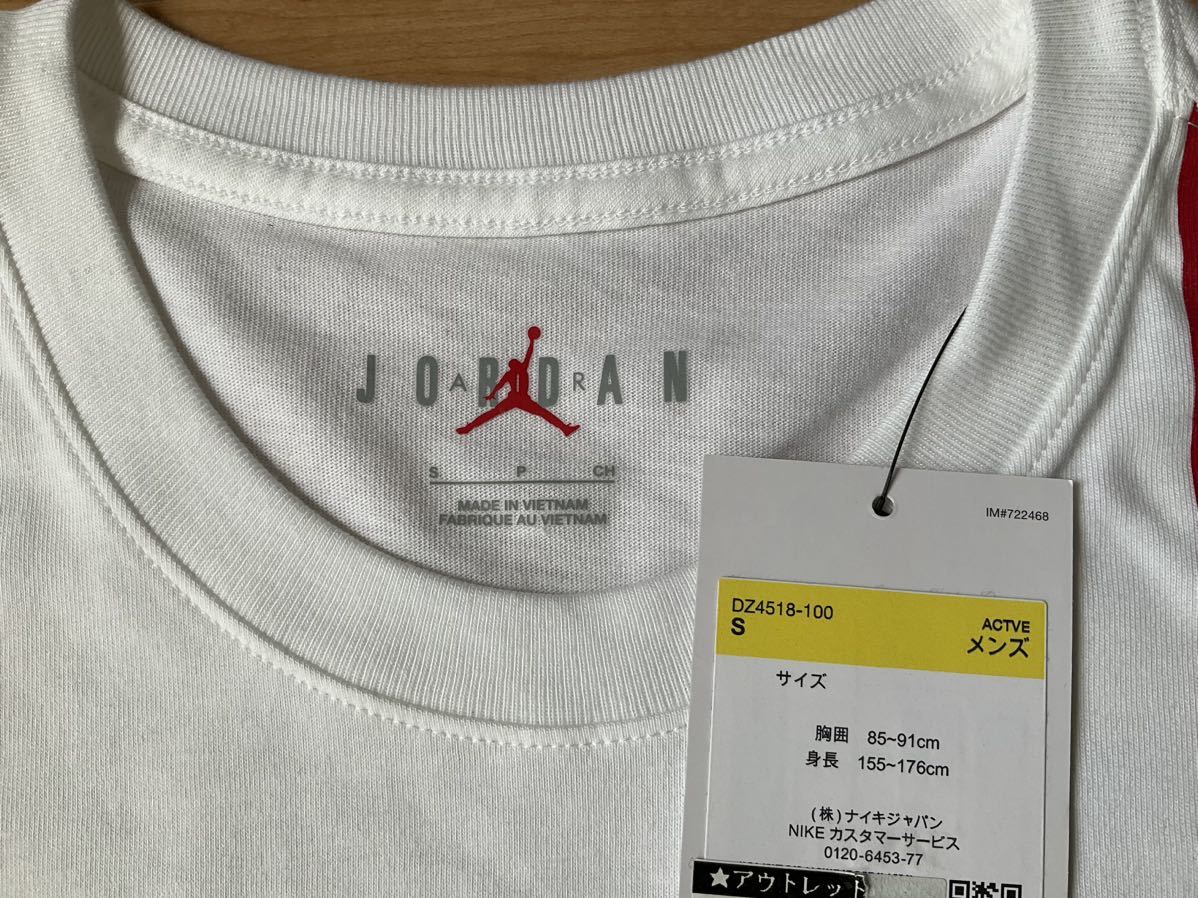 JORDAN
AIR
S P CH
MADE IN VIETNAM
FABRIQUE AU VIETNAM
IM#722468
DZ4518-100
S
ACTVE
メンズ
サイズ
胸囲 85~91cm
身長 155~176cm
(株)ナイキジャパン
NIKE カスタマーサービス
0120-6453-77
★アウトレット